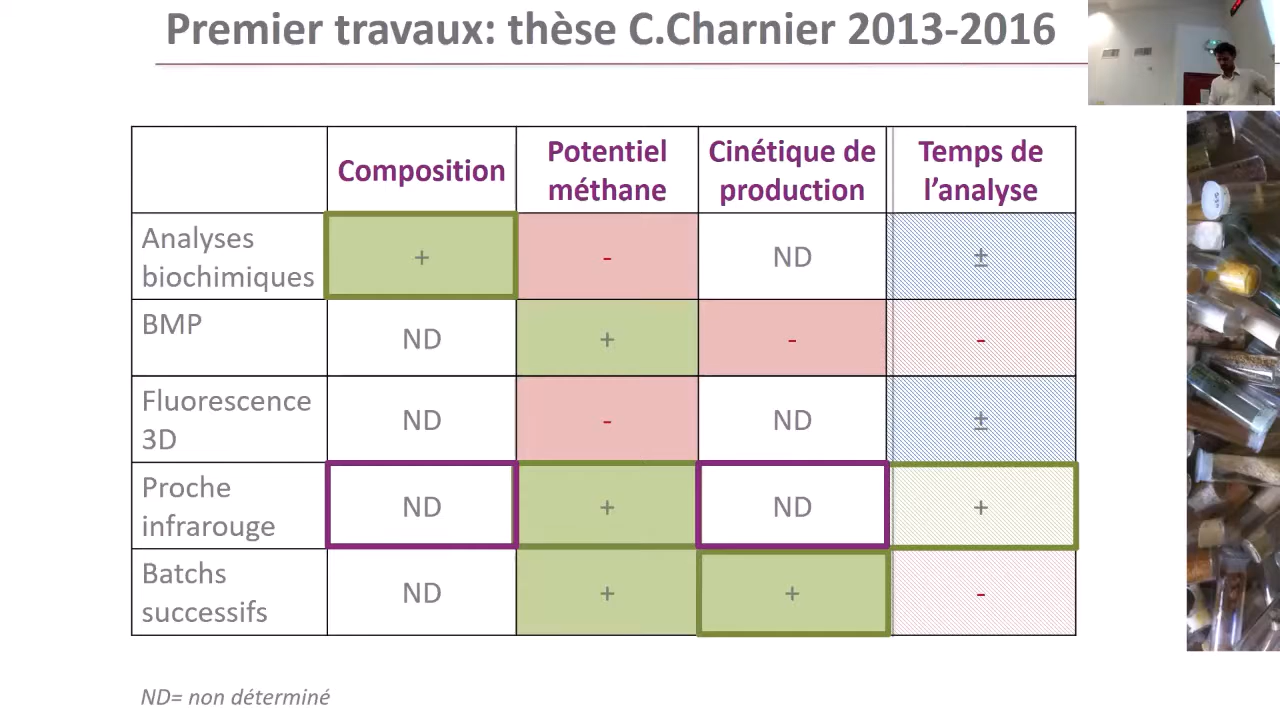 Premier travaux: thèse C.Charnier 2013-2016
Composition
Potentiel
méthane
Cinétique de
production
Temps de
l’analyse
Analyses
biochimiques
+
-
ND
±
BMP
ND
+
-
-
Fluorescence
3D
ND
-
ND
±
Proche
infrarouge
ND
+
ND
+
Batchs
successifs
ND
+
+
-
ND= non déterminé